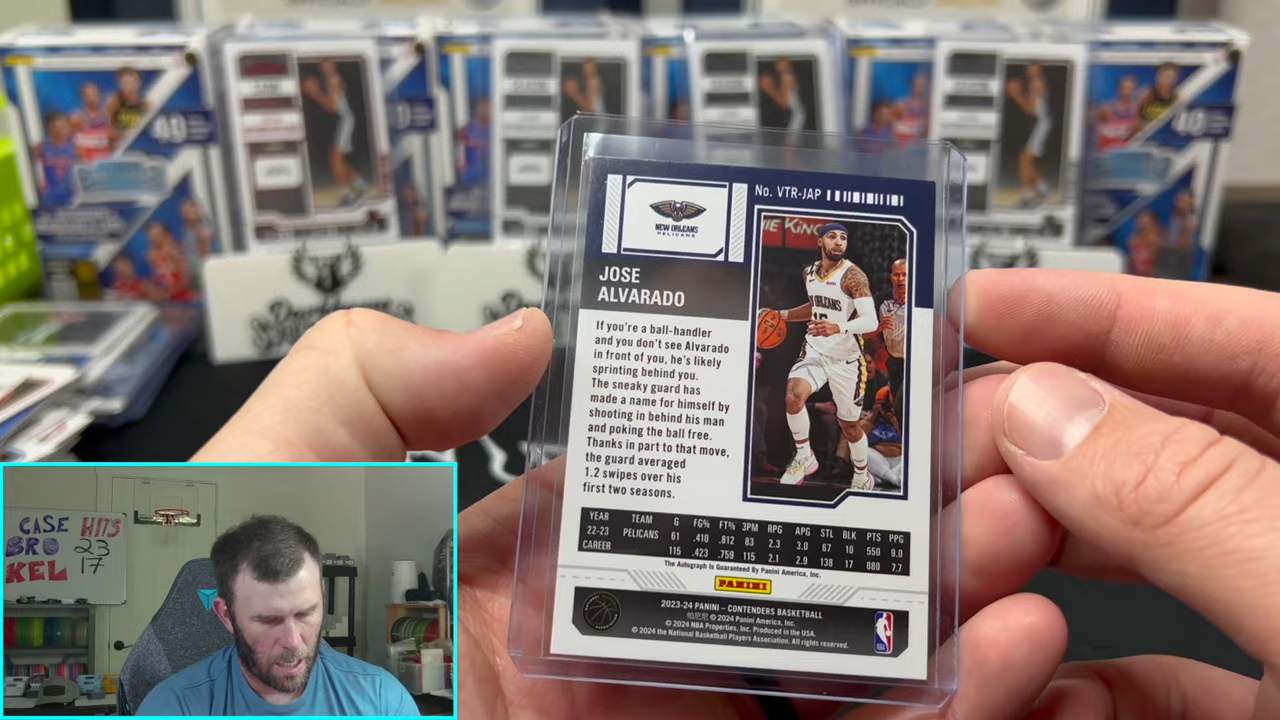 40
40
No. VTR-JAP
NEW ORLEANS
PELICANS
IE KING
JOSE
ALVARADO
If you're a ball-handler
and you don't see Alvarado
in front of you, he's likely
sprinting behind you.
The sneaky guard has
made a name for himself by
shooting in behind his man
and poking the ball free.
Thanks in part to that move,
the guard averaged
1.2 swipes over his
first two seasons.
YEAR TEAM G FG% FT% 3PM RPG APG STL BLK PTS PPG
22-23 PELICANS 61 .410 .812 83 2.3 3.0 67 10 550 9.0
CAREER 115 .423 .759 115 2.1 2.9 138 17 880 7.7
The Autograph Is Guaranteed By Panini America, Inc.
PANINI
2023-24 PANINI – CONTENDERS BASKETBALL
© 2024 Panini America, Inc.
© 2024 NBA Properties, Inc. Produced in the USA.
© 2024 the National Basketball Players Association. All rights reserved.
NBA
CASE HITS
BRO 23
KEL 17